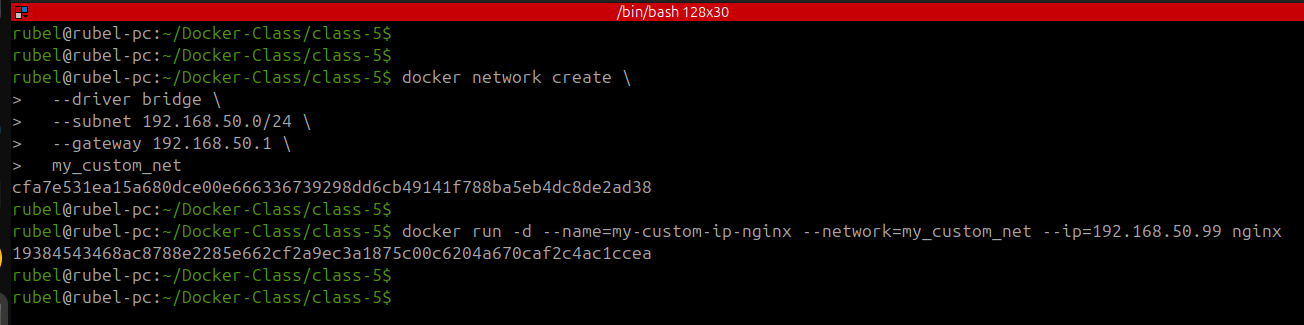 /bin/bash 128x30
rubel@rubel-pc:~/Docker-Class/class-5$
rubel@rubel-pc:~/Docker-Class/class-5$
rubel@rubel-pc:~/Docker-Class/class-5$ docker network create \
>   --driver bridge \
>   --subnet 192.168.50.0/24 \
>   --gateway 192.168.50.1 \
>   my_custom_net
cfa7e531ea15a680dce00e666336739298dd6cb49141f788ba5eb4dc8de2ad38
rubel@rubel-pc:~/Docker-Class/class-5$
rubel@rubel-pc:~/Docker-Class/class-5$ docker run -d --name=my-custom-ip-nginx --network=my_custom_net --ip=192.168.50.99 nginx
19384543468ac8788e2285e662cf2a9ec3a1875c00c6204a670caf2c4ac1ccea
rubel@rubel-pc:~/Docker-Class/class-5$
rubel@rubel-pc:~/Docker-Class/class-5$